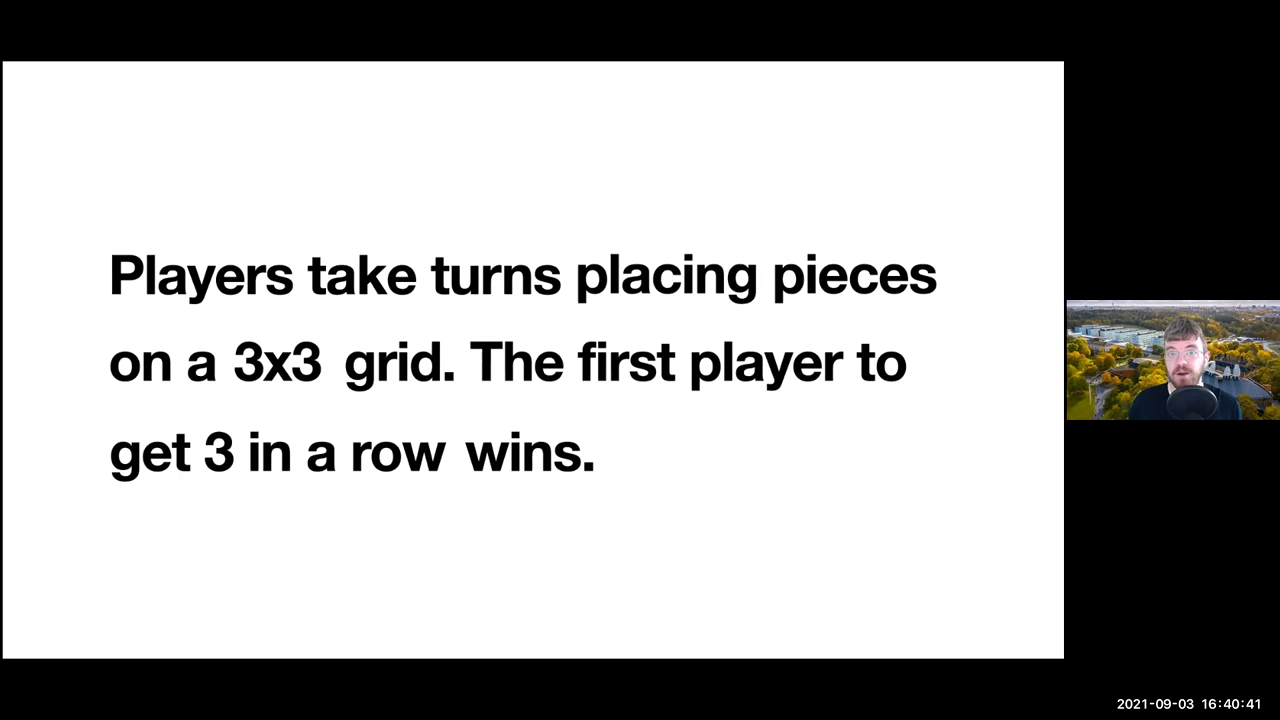 Players take turns placing pieces
on a 3x3 grid. The first player to
get 3 in a row wins.
2021-09-03 16:40:41